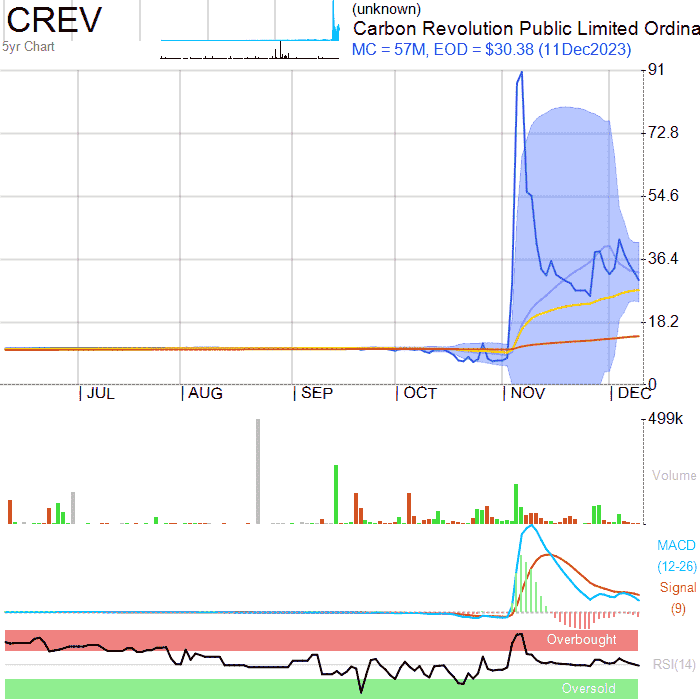 CREV
5yr Chart
(unknown)
Carbon Revolution Public Limited Ordina
MC = 57M, EOD = $30.38 (11Dec2023)
91
72.8
54.6
36.4
18.2
0
JUL
AUG
SEP
OCT
NOV
DEC
499k
Volume
MACD
(12-26)
Signal
(9)
Overbought
RSI(14)
Oversold